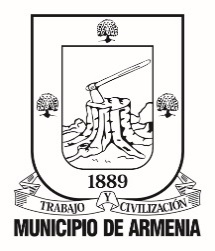 1889
TRABAJO Y CIVILIZACIÓN
MUNICIPIO DE ARMENIA